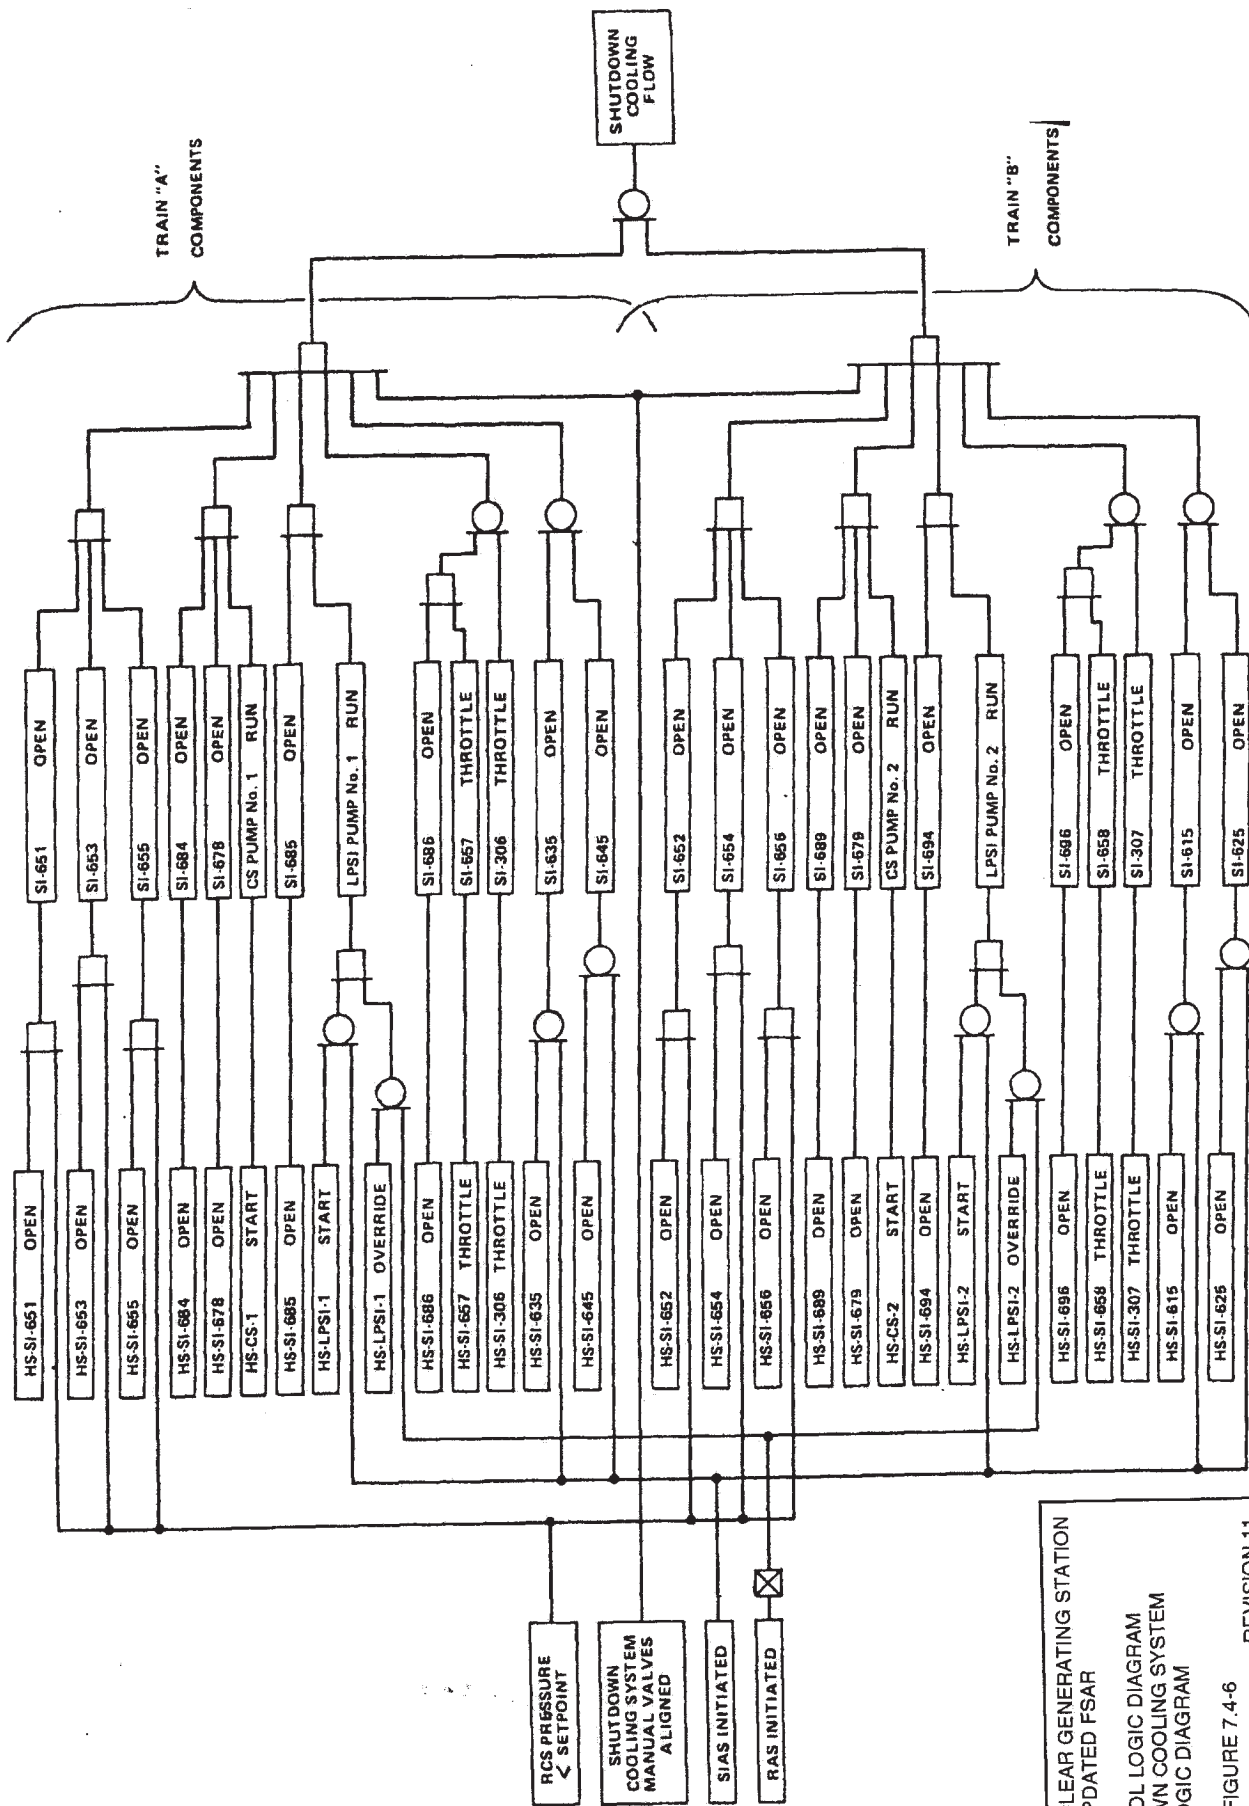 RCS PRESSURE
< SETPOINT
SHUTDOWN
COOLING SYSTEM
MANUAL VALVES
ALIGNED
SIAS INITIATED
RAS INITIATED
HS-SI-651 OPEN
HS-SI-653 OPEN
HS-SI-655 OPEN
HS-SI-684 OPEN
HS-SI-678 OPEN
HS-CS-1 START
HS-SI-685 OPEN
HS-LPSI-1 START
HS-LPSI-1 OVERRIDE
HS-SI-686 OPEN
HS-SI-657 THROTTLE
HS-SI-306 THROTTLE
HS-SI-635 OPEN
HS-SI-645 OPEN
HS-SI-652 OPEN
HS-SI-654 OPEN
HS-SI-656 OPEN
HS-SI-689 OPEN
HS-SI-679 OPEN
HS-CS-2 START
HS-SI-694 OPEN
HS-LPSI-2 START
HS-LPSI-2 OVERRIDE
HS-SI-696 OPEN
HS-SI-658 THROTTLE
HS-SI-307 THROTTLE
HS-SI-615 OPEN
HS-SI-625 OPEN
SI-651 OPEN
SI-653 OPEN
SI-655 OPEN
SI-684 OPEN
SI-678 OPEN
CS PUMP No. 1 RUN
SI-685 OPEN
LPSI PUMP No. 1 RUN
SI-686 OPEN
SI-657 THROTTLE
SI-306 THROTTLE
SI-635 OPEN
SI-645 OPEN
SI-652 OPEN
SI-654 OPEN
SI-656 OPEN
SI-689 OPEN
SI-679 OPEN
CS PUMP No. 2 RUN
SI-694 OPEN
LPSI PUMP No. 2 RUN
SI-696 OPEN
SI-658 THROTTLE
SI-307 THROTTLE
SI-615 OPEN
SI-625 OPEN
TRAIN "A"
COMPONENTS
TRAIN "B"
COMPONENTS
SHUTDOWN
COOLING
FLOW
LEAR GENERATING STATION
PDATED FSAR
OL LOGIC DIAGRAM
WN COOLING SYSTEM
OGIC DIAGRAM
FIGURE 7.4-6
REVISION 11